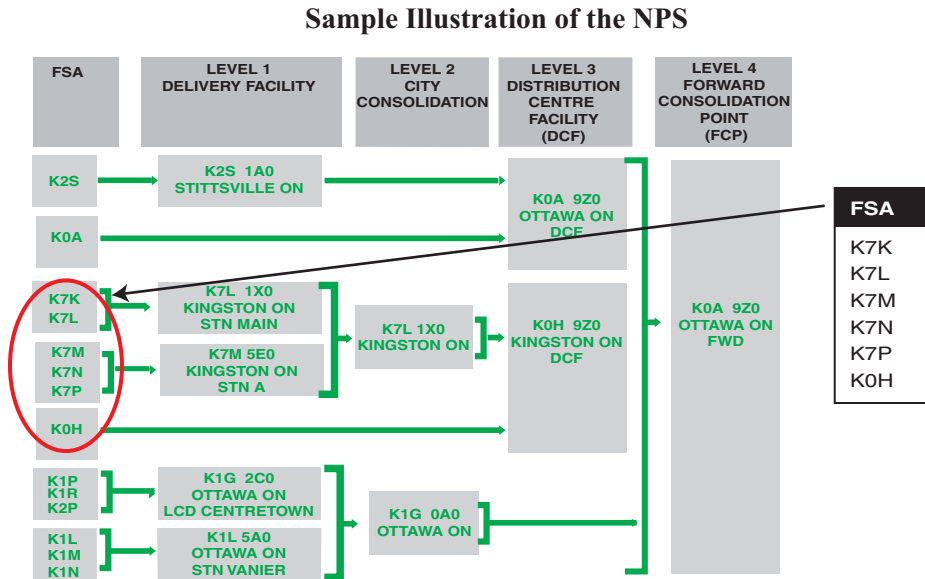 Sample Illustration of the NPS
FSA
LEVEL 1
DELIVERY FACILITY
LEVEL 2
CITY
CONSOLIDATION
LEVEL 3
DISTRIBUTION
CENTRE
FACILITY
(DCF)
LEVEL 4
FORWARD
CONSOLIDATION
POINT
(FCP)
K2S
K2S 1A0
STITTSVILLE ON
K0A
K0A 9Z0
OTTAWA ON
DCF
K7K
K7L
K7L 1X0
KINGSTON ON
STN MAIN
K7M
K7N
K7P
K7M 5E0
KINGSTON ON
STN A
K7L 1X0
KINGSTON ON
K0H 9Z0
KINGSTON ON
DCF
K0H
K0A 9Z0
OTTAWA ON
FWD
K1P
K1R
K2P
K1G 2C0
OTTAWA ON
LCD CENTRETOWN
K1L
K1M
K1N
K1L 5A0
OTTAWA ON
STN VANIER
K1G 0A0
OTTAWA ON
FSA
K7K
K7L
K7M
K7N
K7P
K0H